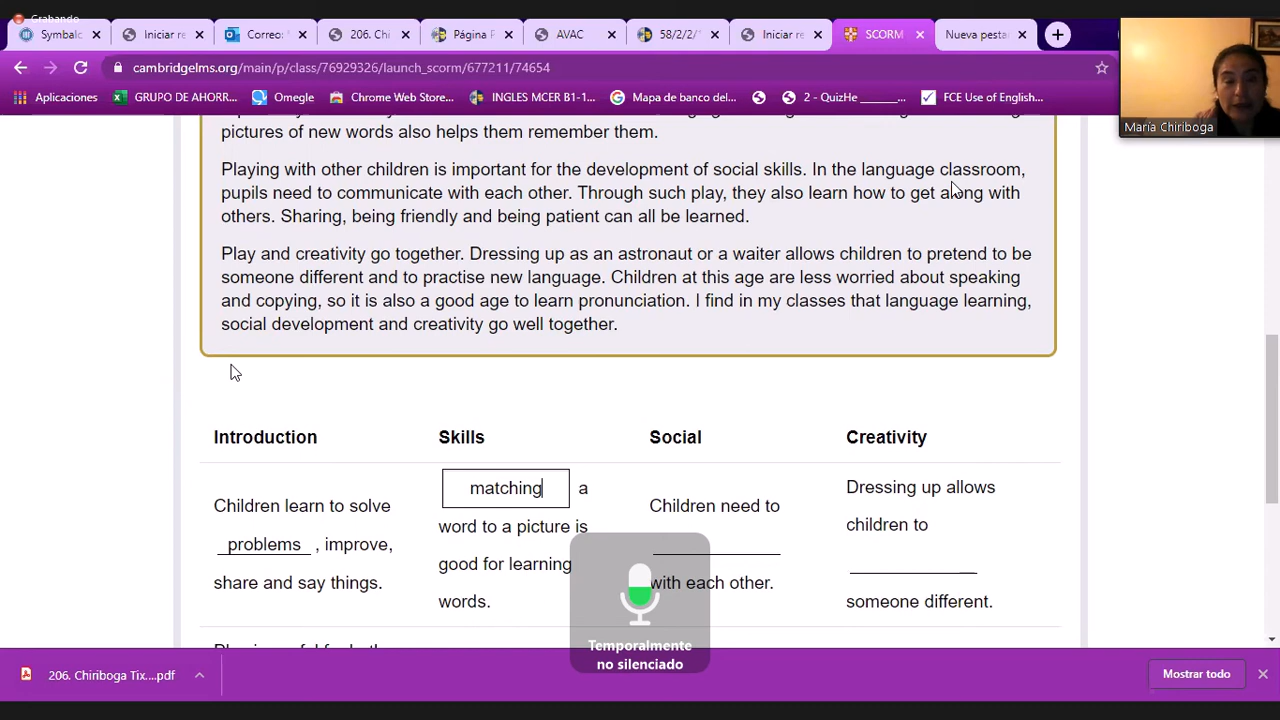 Grabando
Symbalc
Iniciar re
Correo: M
206. Chi
Página P
AVAC
58/2/2/
Iniciar re
SCORM
Nueva pesta
cambridgelms.org/main/p/class/76929326/launch_scorm/677211/74654
Aplicaciones
GRUPO DE AHORR...
Omegle
Chrome Web Store...
INGLES MCER B1-1...
Mapa de banco del...
2 - QuizHe ______...
FCE Use of English...
María Chiriboga
pictures of new words also helps them remember them.
Playing with other children is important for the development of social skills. In the language classroom,
pupils need to communicate with each other. Through such play, they also learn how to get along with
others. Sharing, being friendly and being patient can all be learned.
Play and creativity go together. Dressing up as an astronaut or a waiter allows children to pretend to be
someone different and to practise new language. Children at this age are less worried about speaking
and copying, so it is also a good age to learn pronunciation. I find in my classes that language learning,
social development and creativity go well together.
Introduction
Skills
Social
Creativity
Children learn to solve
problems , improve,
share and say things.
matching a
word to a picture is
good for learning
words.
Children need to
with each other.
Dressing up allows
children to
someone different.
Temporalmente
no silenciado
206. Chiriboga Tix....pdf
Mostrar todo